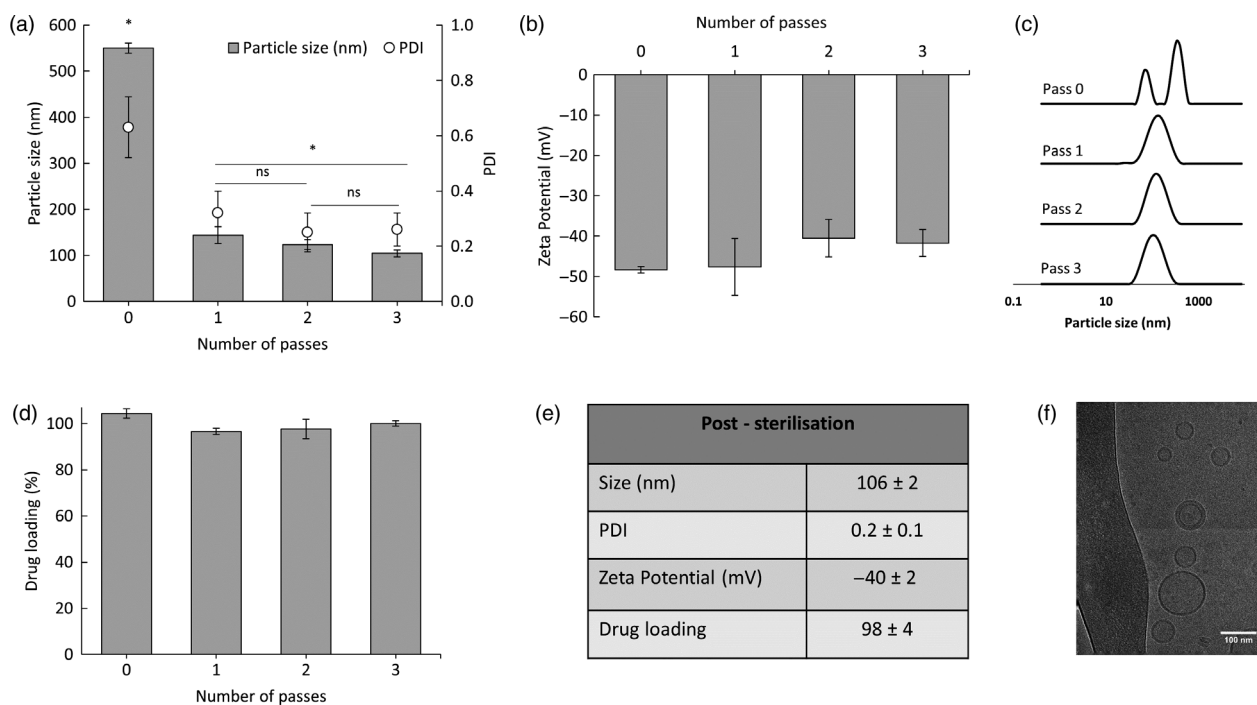 (a)
600
500
400
300
200
100
0
Particle size (nm)
*
Particle size (nm)
PDI
*
ns
ns
1.0
0.8
0.6
0.4
0.2
0.0
PDI
0 1 2 3
Number of passes
(b)
Number of passes
0 1 2 3
0
–10
–20
–30
–40
–50
–60
Zeta Potential (mV)
(c)
Pass 0
Pass 1
Pass 2
Pass 3
0.1 10 1000
Particle size (nm)
(d)
100
80
60
40
20
0
Drug loading (%)
0 1 2 3
Number of passes
(e)
Post - sterilisation
Size (nm) 106 ± 2
PDI 0.2 ± 0.1
Zeta Potential (mV) –40 ± 2
Drug loading 98 ± 4
(f)
100 nm